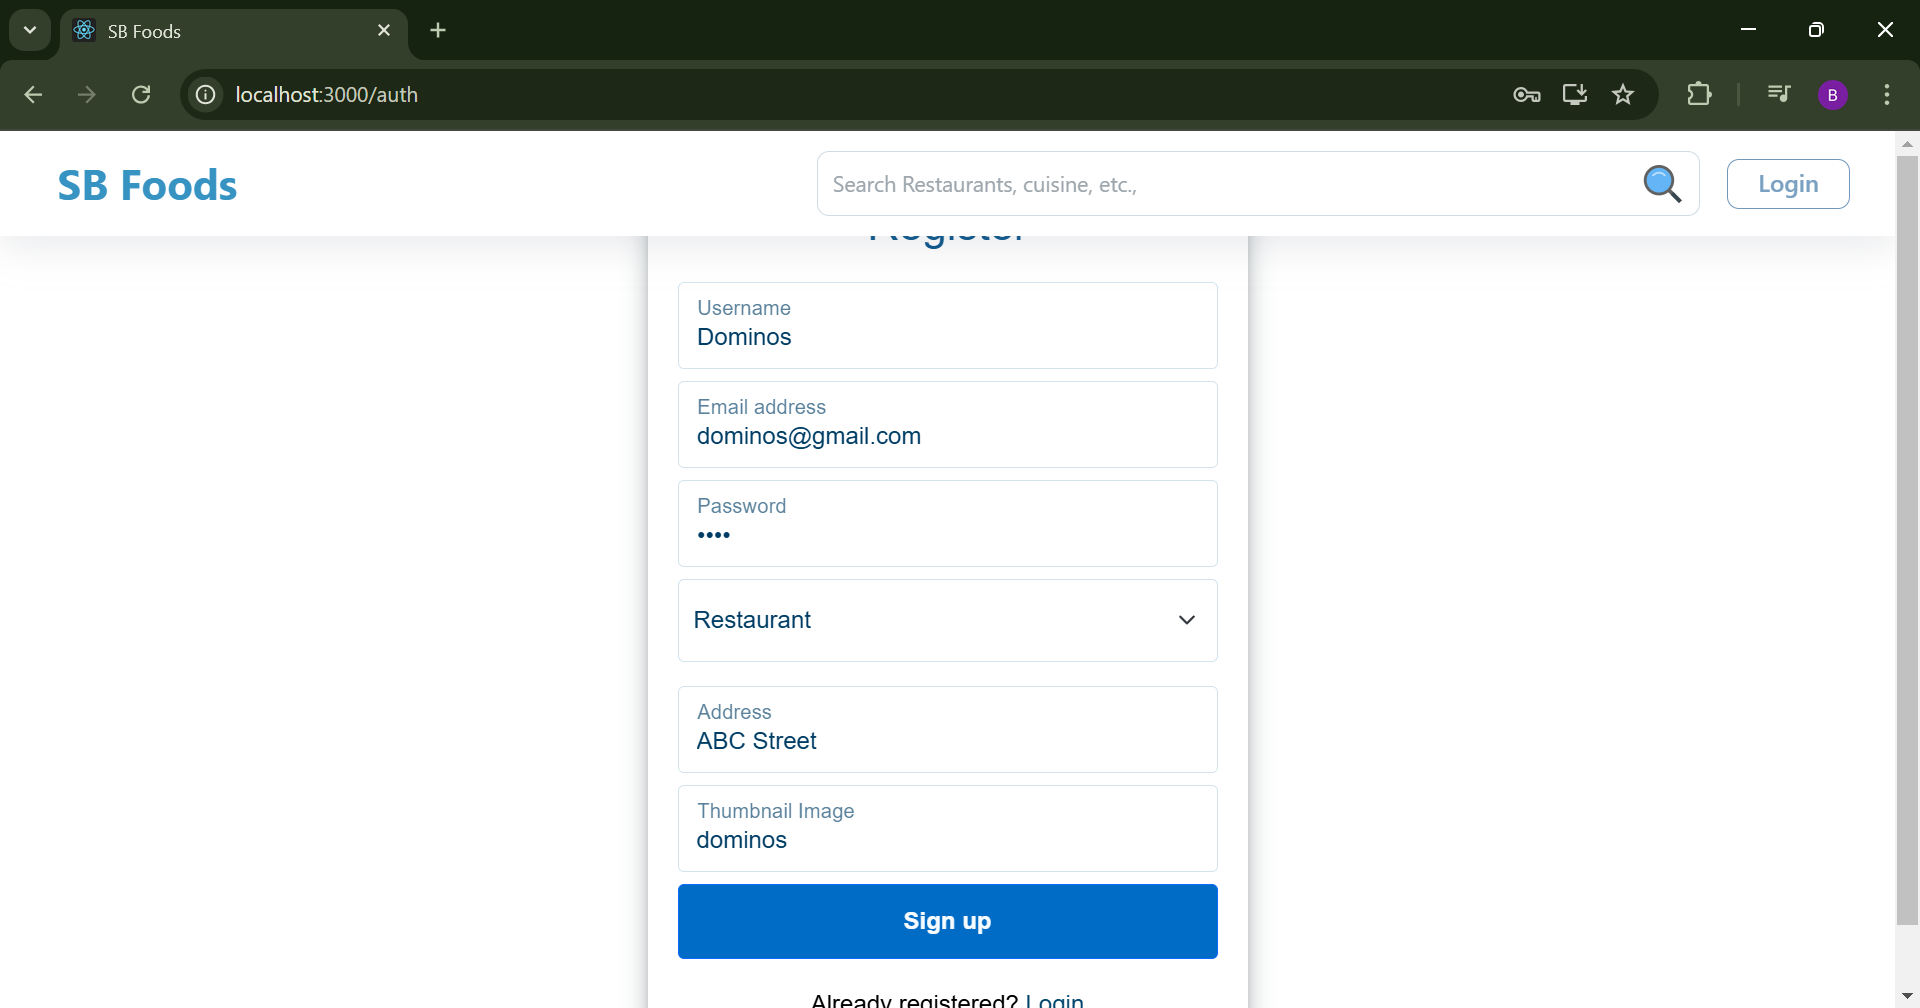 SB Foods
localhost:3000/auth
B
SB Foods
Search Restaurants, cuisine, etc.,
Login
Register
Username
Dominos
Email address
dominos@gmail.com
Password
••••
Restaurant
Address
ABC Street
Thumbnail Image
dominos
Sign up
Already registered? Login